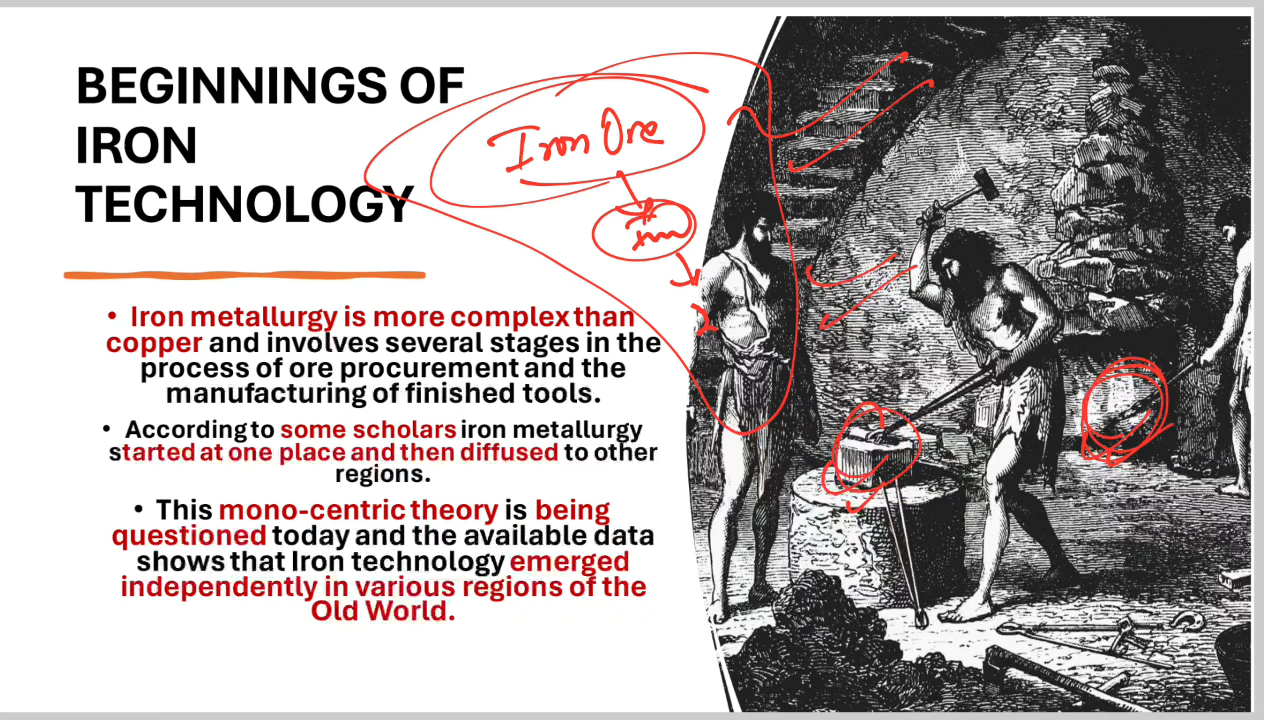 BEGINNINGS OF
IRON
TECHNOLOGY
Iron Ore
• Iron metallurgy is more complex than
copper and involves several stages in the
process of ore procurement and the
manufacturing of finished tools.
• According to some scholars iron metallurgy
started at one place and then diffused to other
regions.
• This mono-centric theory is being
questioned today and the available data
shows that Iron technology emerged
independently in various regions of the
Old World.